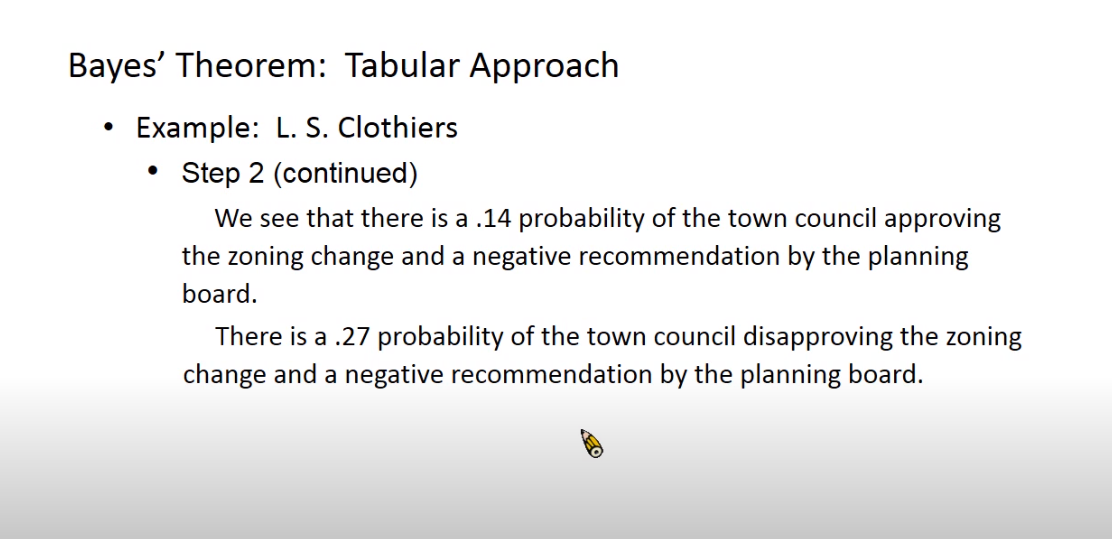 Bayes’ Theorem:  Tabular Approach
• Example:  L. S. Clothiers
• Step 2 (continued)
We see that there is a .14 probability of the town council approving
the zoning change and a negative recommendation by the planning
board.
There is a .27 probability of the town council disapproving the zoning
change and a negative recommendation by the planning board.